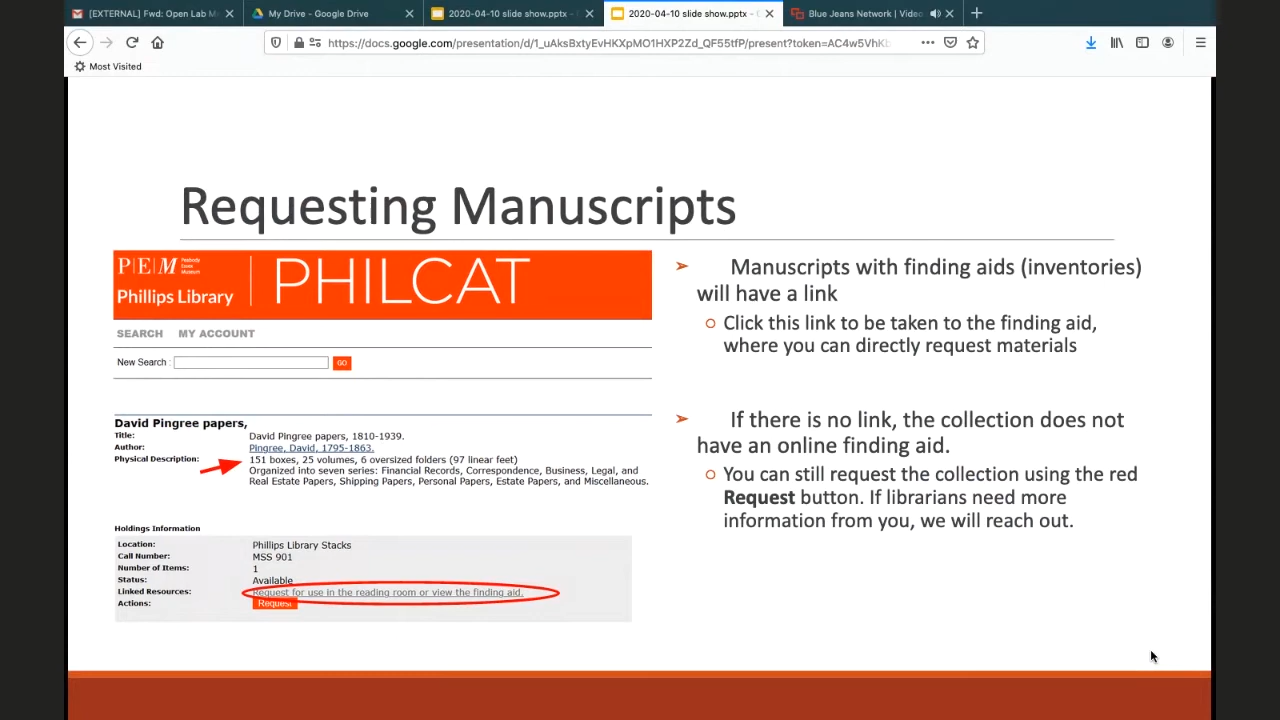 [EXTERNAL] Fwd: Open Lab M
My Drive - Google Drive
2020-04-10 slide show.pptx -
2020-04-10 slide show.pptx -
Blue Jeans Network | Video
https://docs.google.com/presentation/d/1_uAksBxtyEvHKXpMO1HXP2Zd_QF55tfP/present?token=AC4w5VhKb
Most Visited
Requesting Manuscripts
P|E|M Peabody Essex Museum
Phillips Library
PHILCAT
SEARCH MY ACCOUNT
New Search : GO
David Pingree papers,
Title: David Pingree papers, 1810-1939.
Author: Pingree, David, 1795-1863.
Physical Description: 151 boxes, 25 volumes, 6 oversized folders (97 linear feet)
Organized into seven series: Financial Records, Correspondence, Business, Legal, and
Real Estate Papers, Shipping Papers, Personal Papers, Estate Papers, and Miscellaneous.
Holdings Information
Location: Phillips Library Stacks
Call Number: MSS 901
Number of Items: 1
Status: Available
Linked Resources: Request for use in the reading room or view the finding aid.
Actions: Request
➢ Manuscripts with finding aids (inventories)
will have a link
○ Click this link to be taken to the finding aid,
where you can directly request materials
➢ If there is no link, the collection does not
have an online finding aid.
○ You can still request the collection using the red
Request button. If librarians need more
information from you, we will reach out.